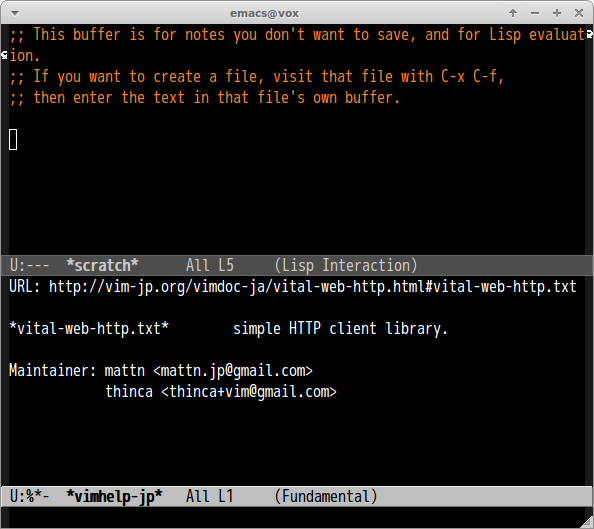 emacs@vox
;; This buffer is for notes you don't want to save, and for Lisp evaluat
ion.
;; If you want to create a file, visit that file with C-x C-f,
;; then enter the text in that file's own buffer.
U:---  *scratch*      All L5     (Lisp Interaction)
URL: http://vim-jp.org/vimdoc-ja/vital-web-http.html#vital-web-http.txt
*vital-web-http.txt*        simple HTTP client library.
Maintainer: mattn <mattn.jp@gmail.com>
            thinca <thinca+vim@gmail.com>
U:%*-  *vimhelp-jp*   All L1     (Fundamental)